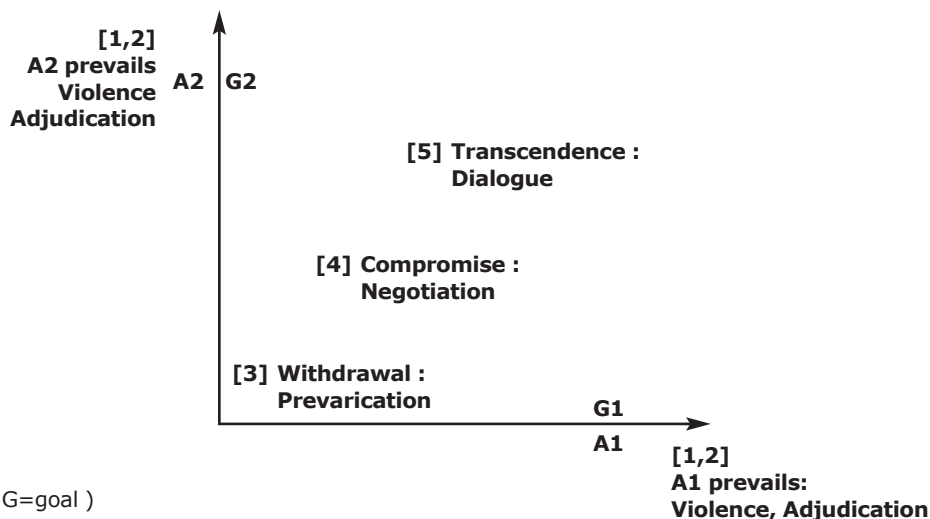 [1,2]
A2 prevails
Violence
Adjudication
A2
G2
[5] Transcendence :
Dialogue
[4] Compromise :
Negotiation
[3] Withdrawal :
Prevarication
G1
A1
[1,2]
A1 prevails:
Violence, Adjudication
G=goal )